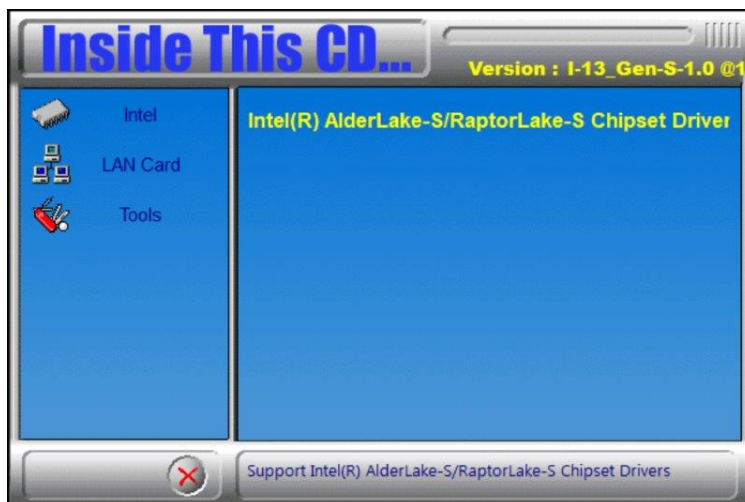 Inside This CD...
Version : I-13_Gen-S-1.0 @1
Intel
LAN Card
Tools
Intel(R) AlderLake-S/RaptorLake-S Chipset Driver
Support Intel(R) AlderLake-S/RaptorLake-S Chipset Drivers